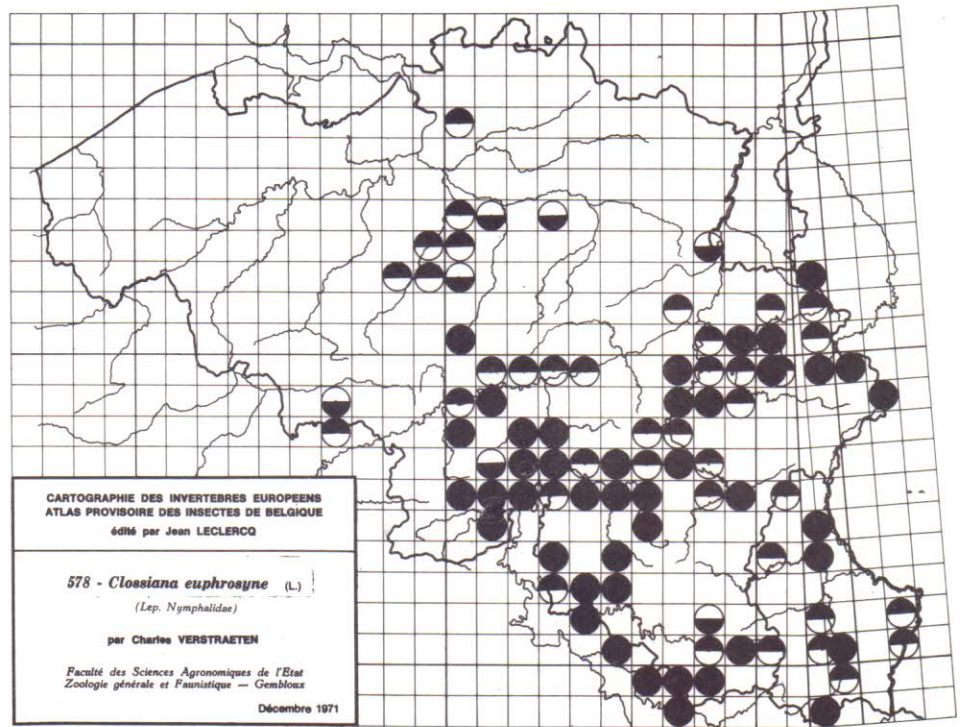 CARTOGRAPHIE DES INVERTEBRES EUROPEENS
ATLAS PROVISOIRE DES INSECTES DE BELGIQUE
édité par Jean LECLERCQ
578 - Clossiana euphrosyne (L.)
(Lep. Nymphalidae)
par Charles VERSTRAETEN
Faculté des Sciences Agronomiques de l'Etat
Zoologie générale et Faunistique — Gembloux
Décembre 1971